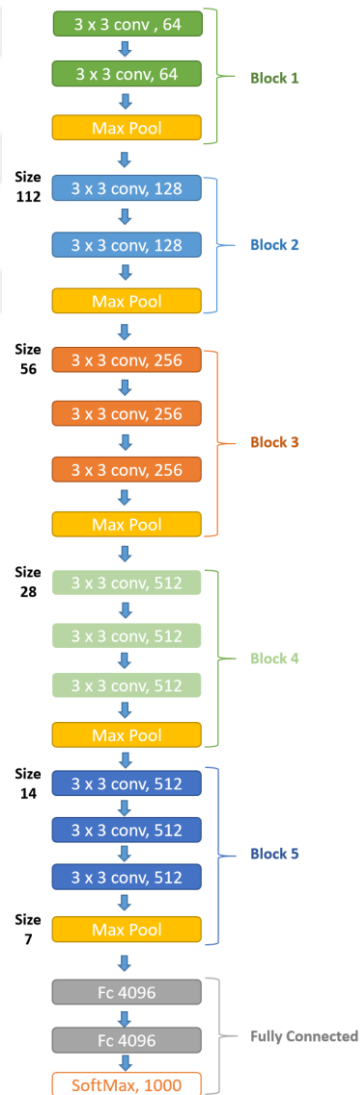 3 x 3 conv , 64
3 x 3 conv, 64
Block 1
Max Pool
Size
112
3 x 3 conv, 128
3 x 3 conv, 128
Block 2
Max Pool
Size
56
3 x 3 conv, 256
3 x 3 conv, 256
Block 3
3 x 3 conv, 256
Max Pool
Size
28
3 x 3 conv, 512
3 x 3 conv, 512
Block 4
3 x 3 conv, 512
Max Pool
Size
14
3 x 3 conv, 512
3 x 3 conv, 512
Block 5
3 x 3 conv, 512
Size
7
Max Pool
Fc 4096
Fc 4096
Fully Connected
SoftMax, 1000